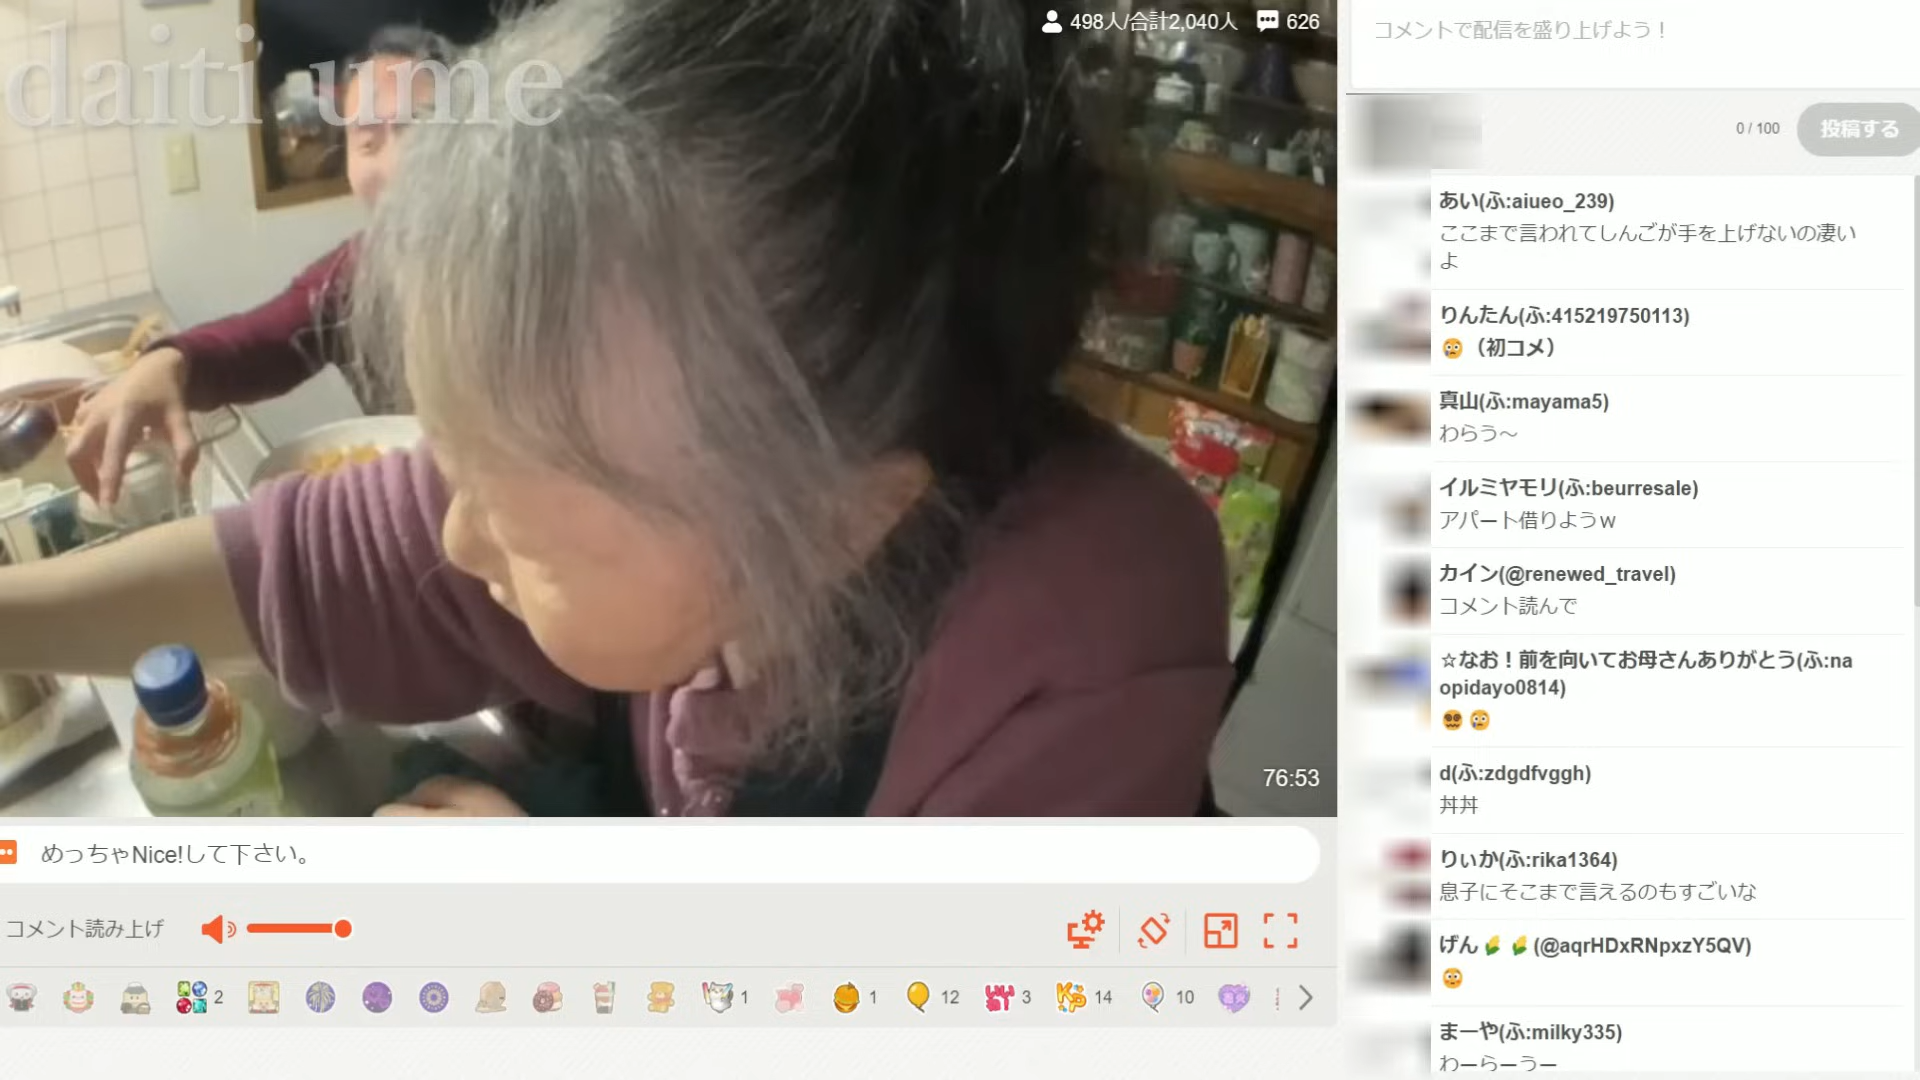 daiti ume
498人/合計2,040人 626
76:53
めっちゃNice!して下さい。
コメント読み上げ
2
1
1
12
3
14
10
コメントで配信を盛り上げよう！
0 / 100
投稿する
あい(ふ:aiueo_239)
ここまで言われてしんごが手を上げないの凄い
よ
りんたん(ふ:415219750113)
😢（初コメ）
真山(ふ:mayama5)
わらう〜
イルミヤモリ(ふ:beurresale)
アパート借りようｗ
カイン(@renewed_travel)
コメント読んで
☆なお！前を向いてお母さんありがとう(ふ:na
opidayo0814)
d(ふ:zdgdfvggh)
丼丼
りぃか(ふ:rika1364)
息子にそこまで言えるのもすごいな
げん🌽🌽(@aqrHDxRNpxzY5QV)
まーや(ふ:milky335)
わーらーうー